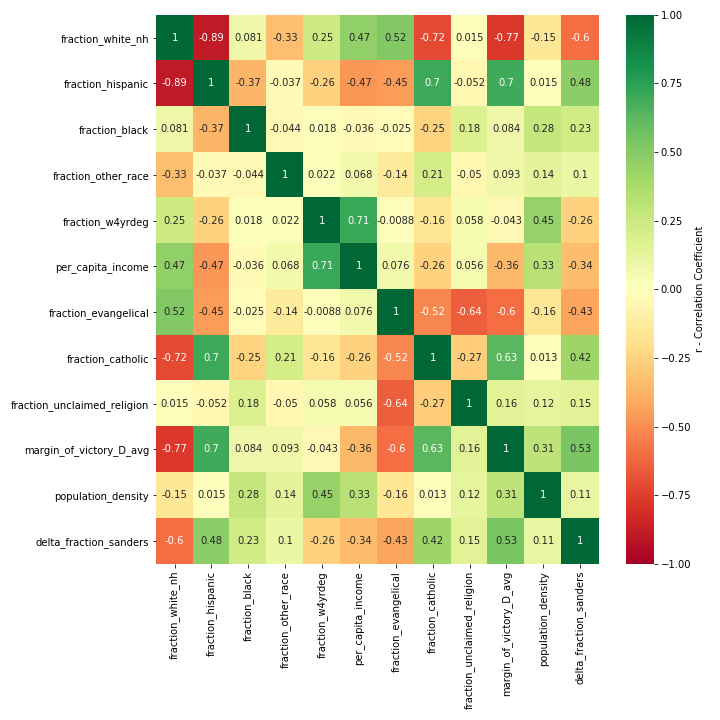 fraction_white_nh 1 -0.89 0.081 -0.33 0.25 0.47 0.52 -0.72 0.015 -0.77 -0.15 -0.6
fraction_hispanic -0.89 1 -0.37 -0.037 -0.26 -0.47 -0.45 0.7 -0.052 0.7 0.015 0.48
fraction_black 0.081 -0.37 1 -0.044 0.018 -0.036 -0.025 -0.25 0.18 0.084 0.28 0.23
fraction_other_race -0.33 -0.037 -0.044 1 0.022 0.068 -0.14 0.21 -0.05 0.093 0.14 0.1
fraction_w4yrdeg 0.25 -0.26 0.018 0.022 1 0.71 -0.0088 -0.16 0.058 -0.043 0.45 -0.26
per_capita_income 0.47 -0.47 -0.036 0.068 0.71 1 0.076 -0.26 0.056 -0.36 0.33 -0.34
fraction_evangelical 0.52 -0.45 -0.025 -0.14 -0.0088 0.076 1 -0.52 -0.64 -0.6 -0.16 -0.43
fraction_catholic -0.72 0.7 -0.25 0.21 -0.16 -0.26 -0.52 1 -0.27 0.63 0.013 0.42
fraction_unclaimed_religion 0.015 -0.052 0.18 -0.05 0.058 0.056 -0.64 -0.27 1 0.16 0.12 0.15
margin_of_victory_D_avg -0.77 0.7 0.084 0.093 -0.043 -0.36 -0.6 0.63 0.16 1 0.31 0.53
population_density -0.15 0.015 0.28 0.14 0.45 0.33 -0.16 0.013 0.12 0.31 1 0.11
delta_fraction_sanders -0.6 0.48 0.23 0.1 -0.26 -0.34 -0.43 0.42 0.15 0.53 0.11 1
fraction_white_nh
fraction_hispanic
fraction_black
fraction_other_race
fraction_w4yrdeg
per_capita_income
fraction_evangelical
fraction_catholic
fraction_unclaimed_religion
margin_of_victory_D_avg
population_density
delta_fraction_sanders
1.00
0.75
0.50
0.25
0.00
−0.25
−0.50
−0.75
−1.00
r - Correlation Coefficient